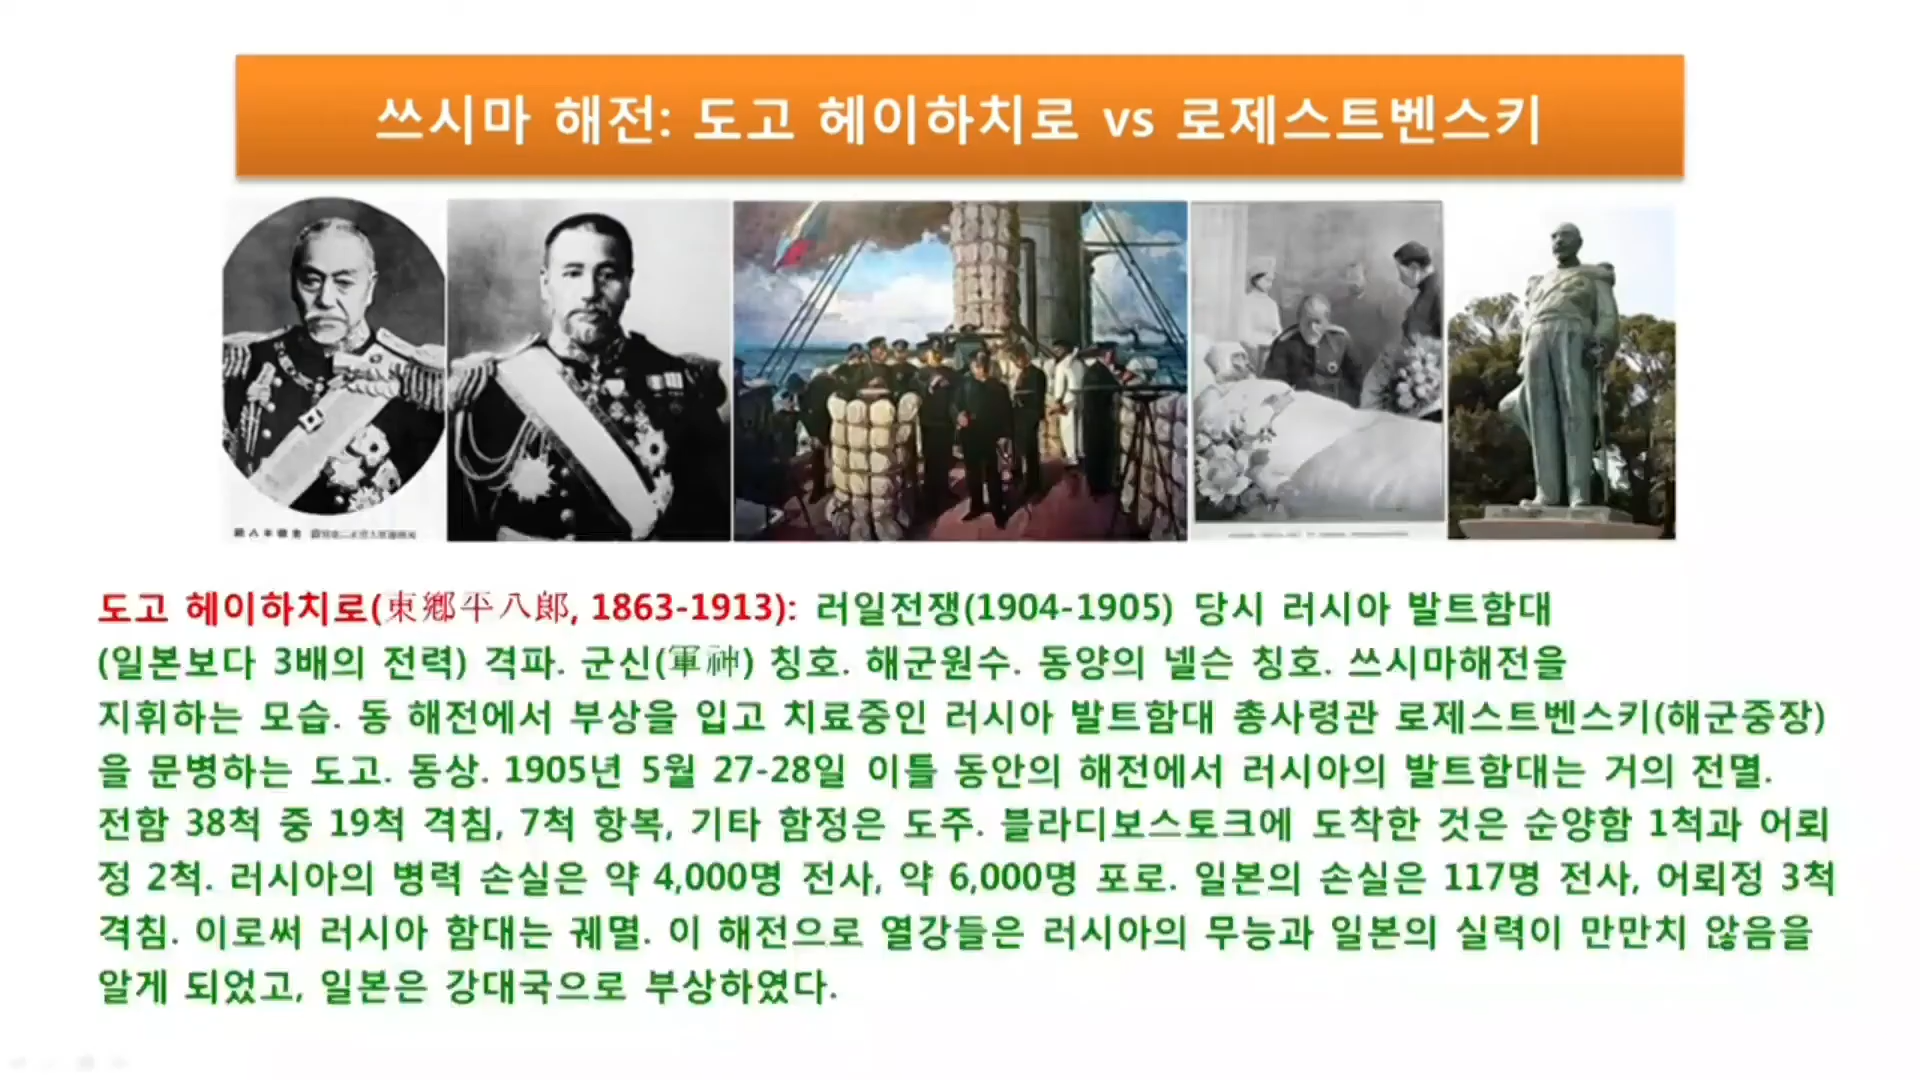 쓰시마 해전: 도고 헤이하치로 vs 로제스트벤스키
도고 헤이하치로(東鄕平八郞, 1863-1913): 러일전쟁(1904-1905) 당시 러시아 발트함대
(일본보다 3배의 전력) 격파. 군신(軍神) 칭호. 해군원수. 동양의 넬슨 칭호. 쓰시마해전을
지휘하는 모습. 동 해전에서 부상을 입고 치료중인 러시아 발트함대 총사령관 로제스트벤스키(해군중장)
을 문병하는 도고. 동상. 1905년 5월 27-28일 이틀 동안의 해전에서 러시아의 발트함대는 거의 전멸.
전함 38척 중 19척 격침, 7척 항복, 기타 함정은 도주. 블라디보스토크에 도착한 것은 순양함 1척과 어뢰
정 2척. 러시아의 병력 손실은 약 4,000명 전사, 약 6,000명 포로. 일본의 손실은 117명 전사, 어뢰정 3척
격침. 이로써 러시아 함대는 궤멸. 이 해전으로 열강들은 러시아의 무능과 일본의 실력이 만만치 않음을
알게 되었고, 일본은 강대국으로 부상하였다.